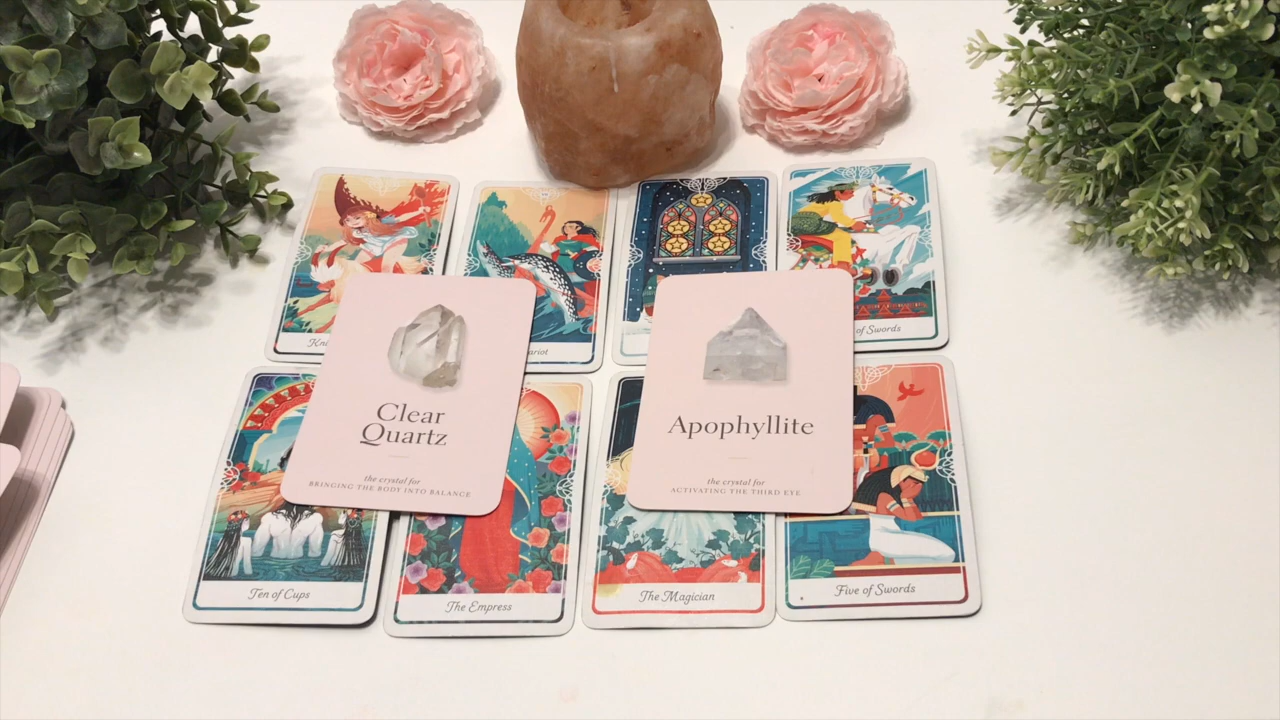 of Swords
Clear
Quartz
the crystal for
BRINGING THE BODY INTO BALANCE
Apophyllite
the crystal for
ACTIVATING THE THIRD EYE
Ten of Cups
The Empress
The Magician
Five of Swords